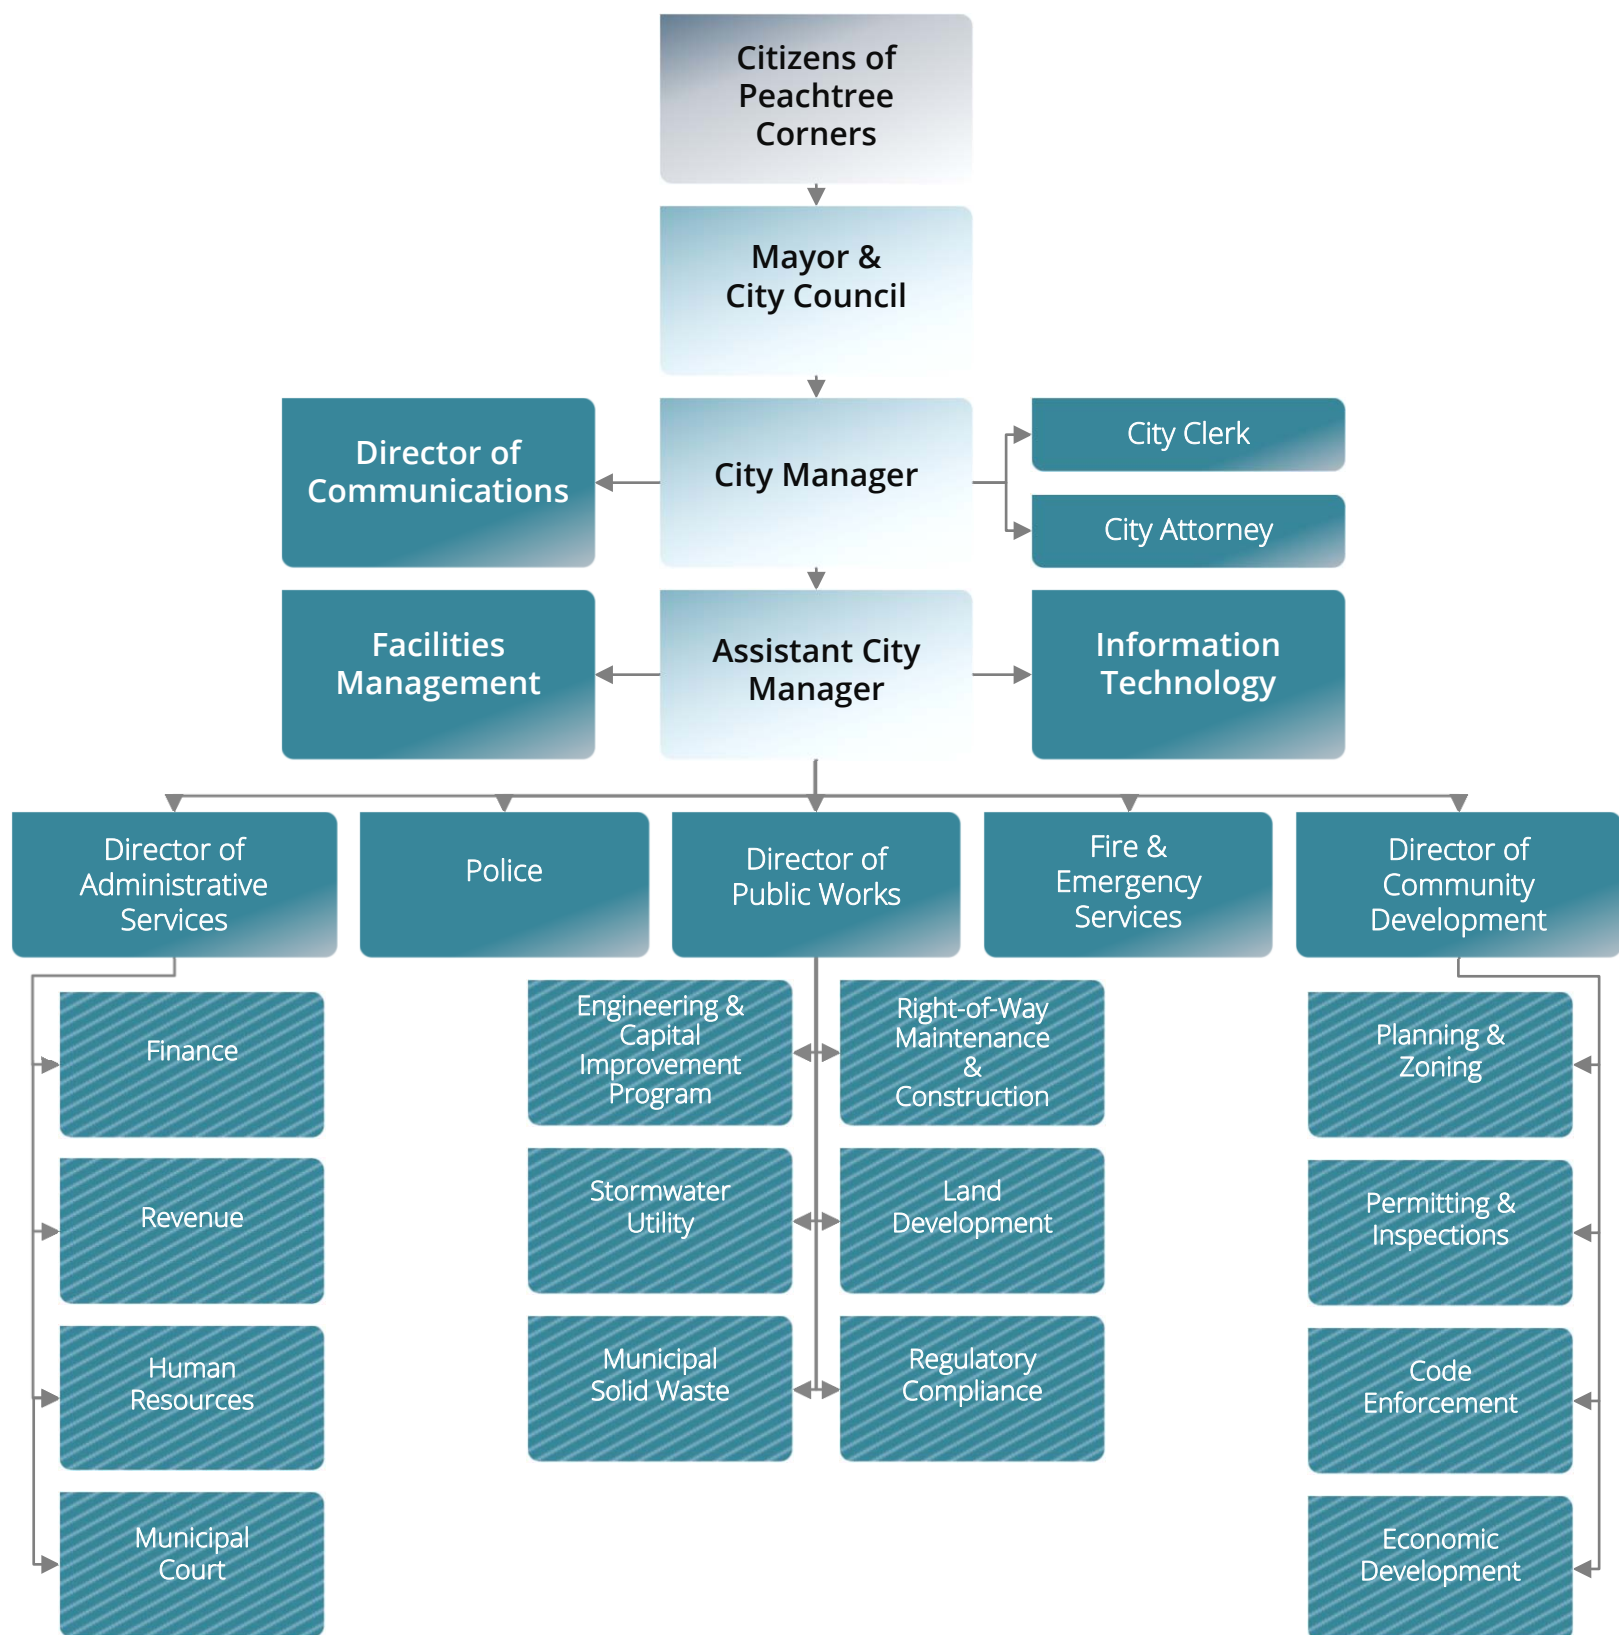 Citizens of
Peachtree
Corners
Mayor &
City Council
Director of
Communications
City Manager
City Clerk
City Attorney
Facilities
Management
Assistant City
Manager
Information
Technology
Director of
Administrative
Services
Police
Director of
Public Works
Fire &
Emergency
Services
Director of
Community
Development
Finance
Revenue
Human
Resources
Municipal
Court
Engineering &
Capital
Improvement
Program
Right-of-Way
Maintenance
&
Construction
Stormwater
Utility
Land
Development
Municipal
Solid Waste
Regulatory
Compliance
Planning &
Zoning
Permitting &
Inspections
Code
Enforcement
Economic
Development